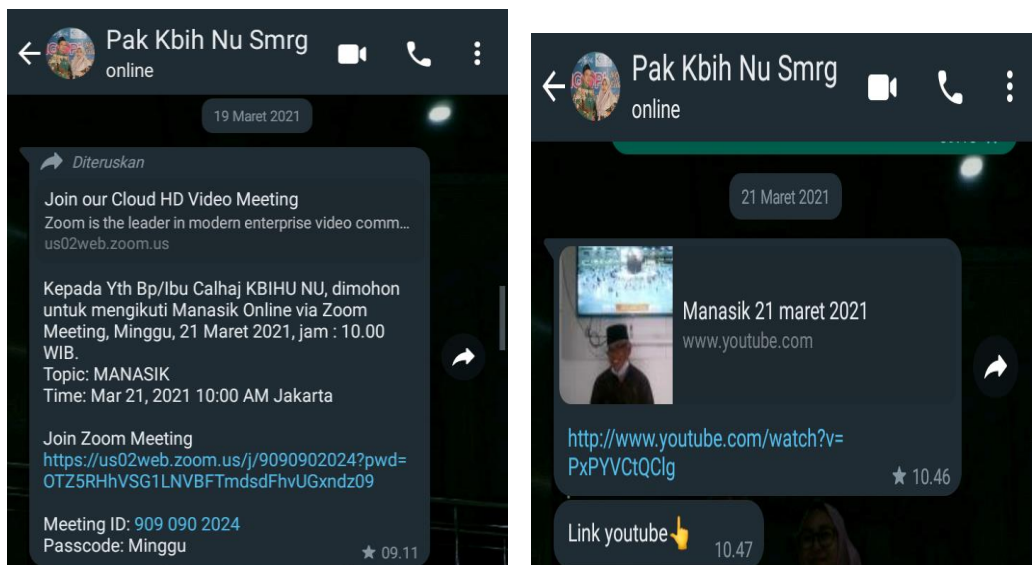 Pak Kbih Nu Smrg
online
19 Maret 2021
Diteruskan
Join our Cloud HD Video Meeting
Zoom is the leader in modern enterprise video comm...
us02web.zoom.us
Kepada Yth Bp/Ibu Calhaj KBIHU NU, dimohon
untuk mengikuti Manasik Online via Zoom
Meeting, Minggu, 21 Maret 2021, jam : 10.00
WIB.
Topic: MANASIK
Time: Mar 21, 2021 10:00 AM Jakarta
Join Zoom Meeting
https://us02web.zoom.us/j/9090902024?pwd=
OTZ5RHhVSG1LNVBFTmdsdFhvUGxndz09
Meeting ID: 909 090 2024
Passcode: Minggu
★ 09.11
Pak Kbih Nu Smrg
online
21 Maret 2021
Manasik 21 maret 2021
www.youtube.com
http://www.youtube.com/watch?v=
PxPYVCtQClg
★ 10.46
Link youtube👆
10.47